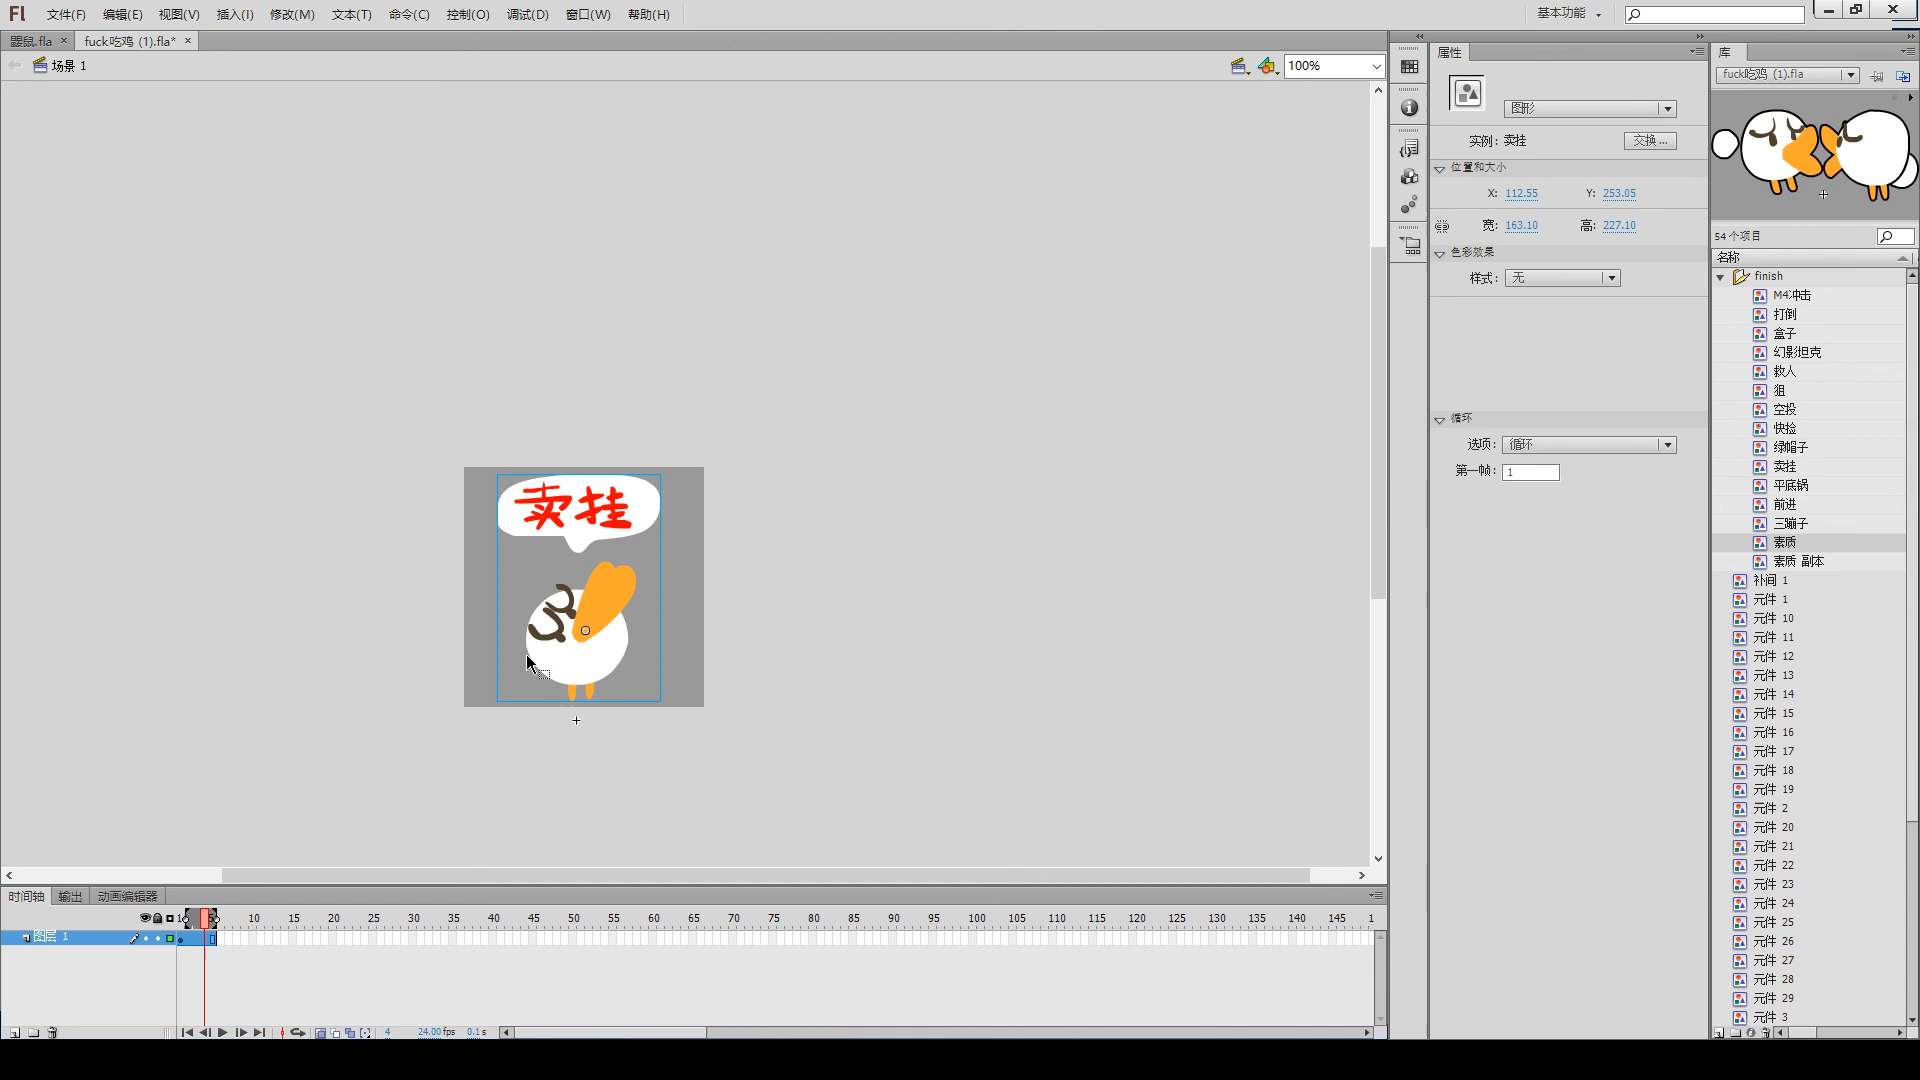 Fl 文件(F) 编辑(E) 视图(V) 插入(I) 修改(M) 文本(T) 命令(C) 控制(O) 调试(D) 窗口(W) 帮助(H) 基本功能
鼹鼠.fla × fuck吃鸡 (1).fla* ×
场景 1 100%
卖挂
属性
图形
实例: 卖挂 交换...
位置和大小
X: 112.55 Y: 253.05
宽: 163.10 高: 227.10
色彩效果
样式: 无
循环
选项: 循环
第一帧: 1
库
fuck吃鸡 (1).fla
54 个项目
名称
finish
M4冲击
打倒
盒子
幻影坦克
救人
狙
空投
快捡
绿帽子
卖挂
平底锅
前进
三蹦子
素质
素质 副本
补间 1
元件 1
元件 10
元件 11
元件 12
元件 13
元件 14
元件 15
元件 16
元件 17
元件 18
元件 19
元件 2
元件 20
元件 21
元件 22
元件 23
元件 24
元件 25
元件 26
元件 27
元件 28
元件 29
元件 3
时间轴 输出 动画编辑器
1 5 10 15 20 25 30 35 40 45 50 55 60 65 70 75 80 85 90 95 100 105 110 115 120 125 130 135 140 145 1
图层 1
4 24.00fps 0.1s